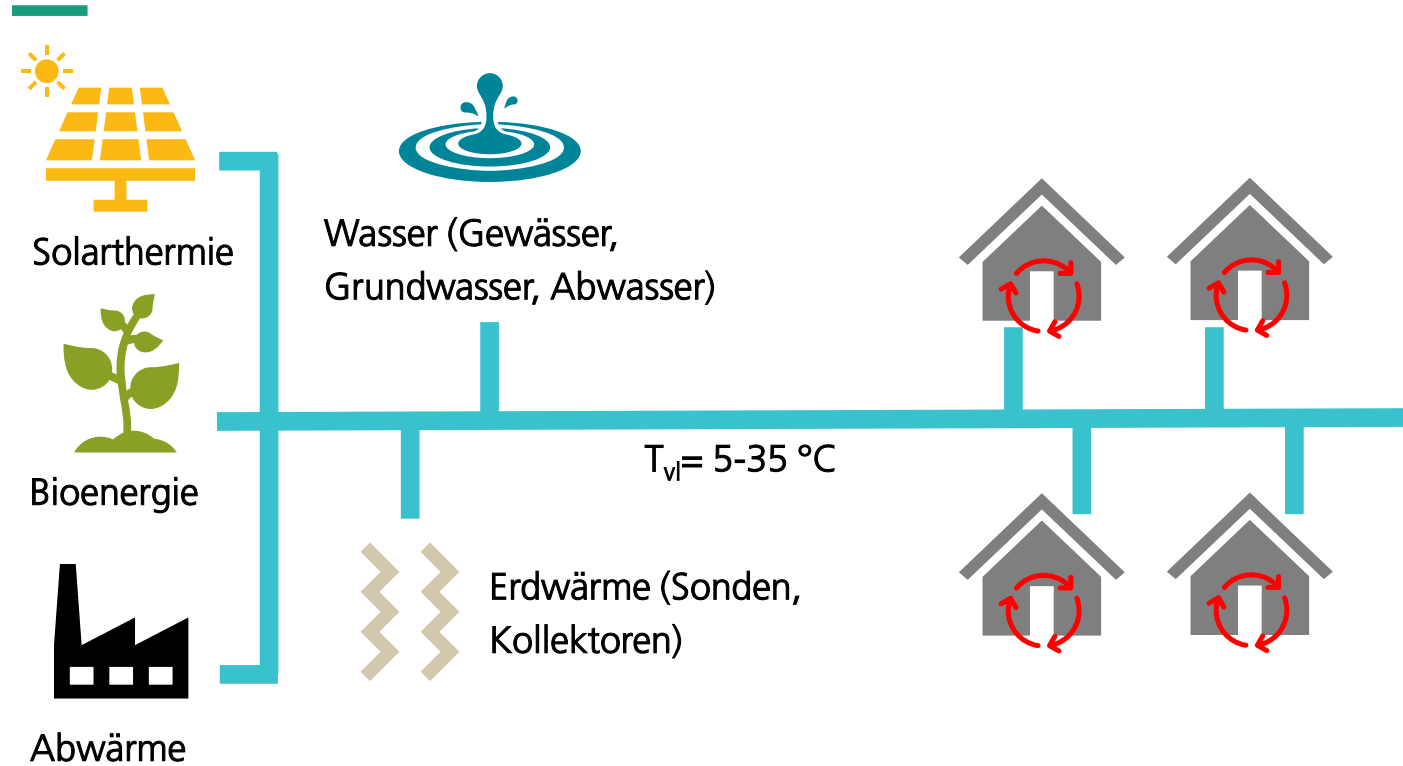 Solarthermie
Bioenergie
Abwärme
Wasser (Gewässer,
Grundwasser, Abwasser)
T_vl= 5-35 °C
Erdwärme (Sonden,
Kollektoren)